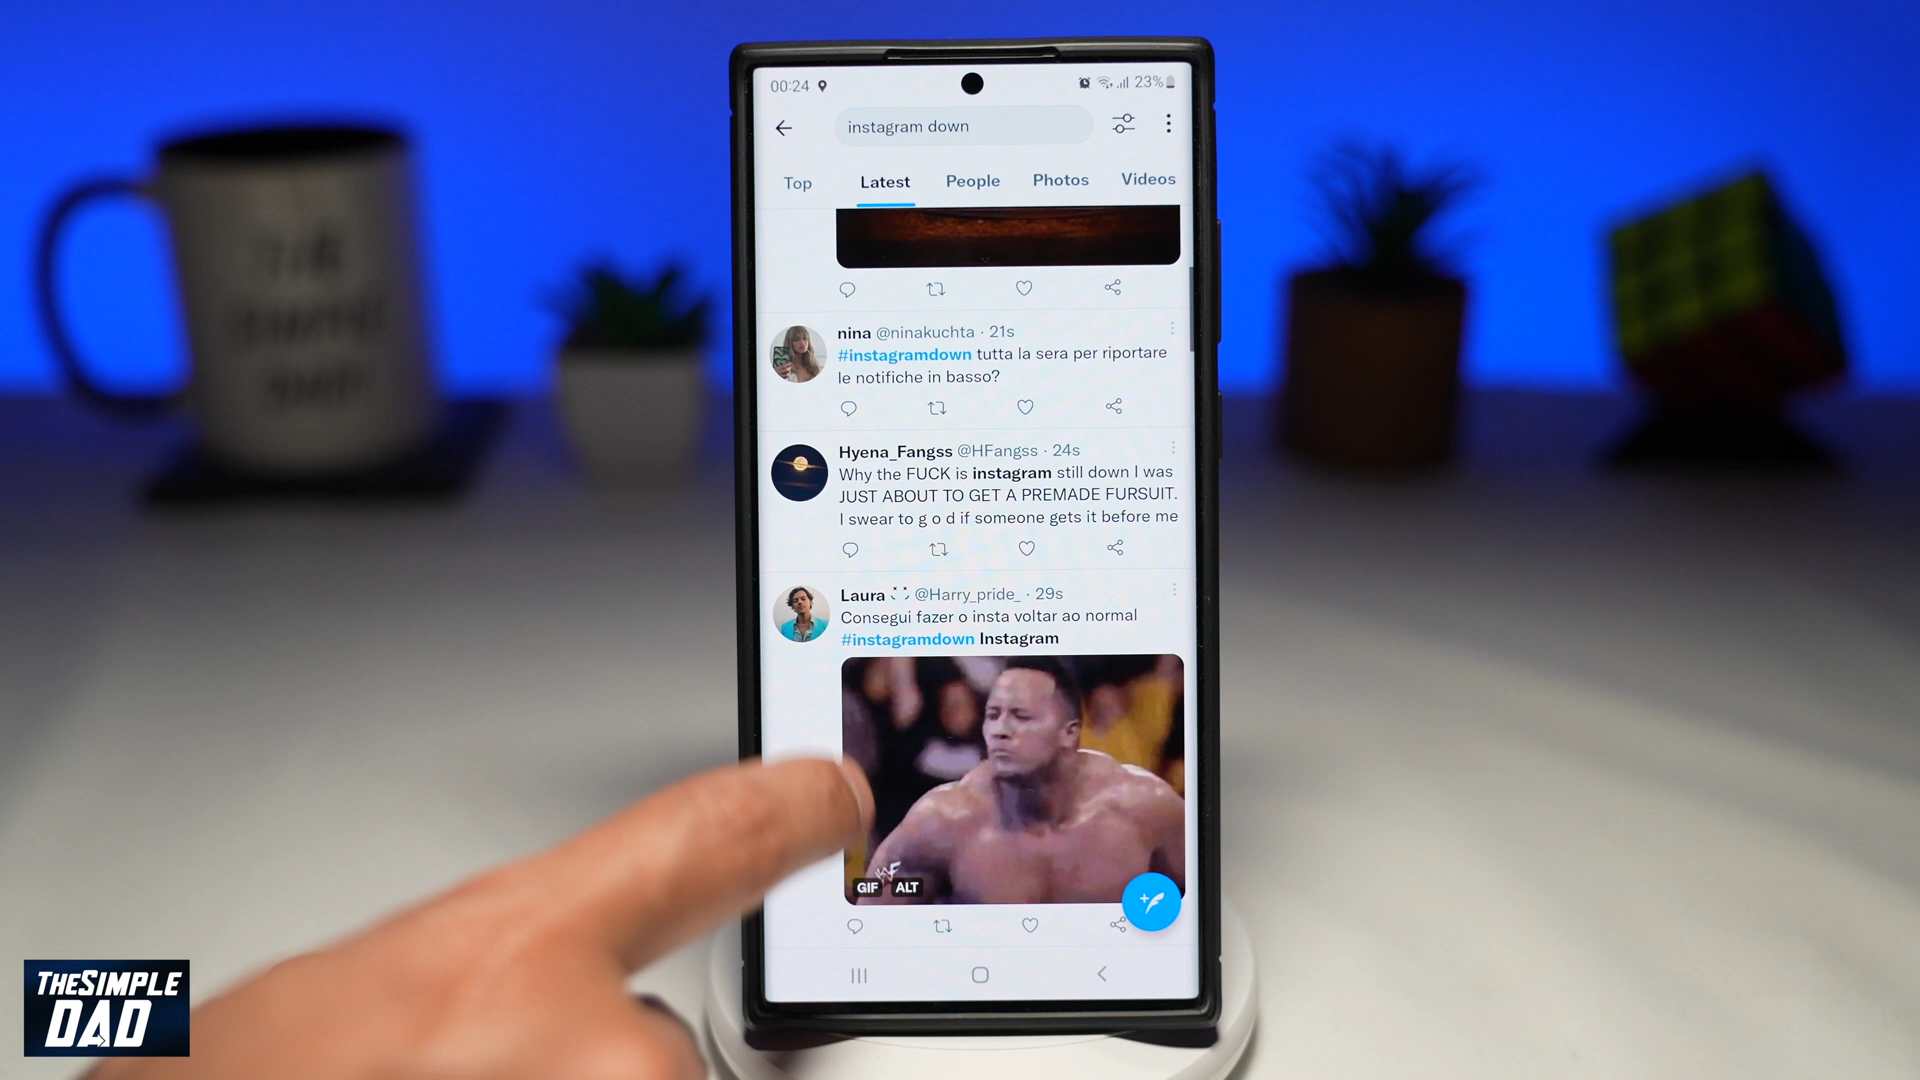 00:24
23%
instagram down
Top
Latest
People
Photos
Videos
nina @ninakuchta · 21s
#instagramdown tutta la sera per riportare
le notifiche in basso?
Hyena_Fangss @HFangss · 24s
Why the FUCK is instagram still down I was
JUST ABOUT TO GET A PREMADE FURSUIT.
I swear to g o d if someone gets it before me
Laura @Harry_pride_ · 29s
Consegui fazer o insta voltar ao normal
#instagramdown Instagram
GIF
ALT
THESIMPLE
DAD